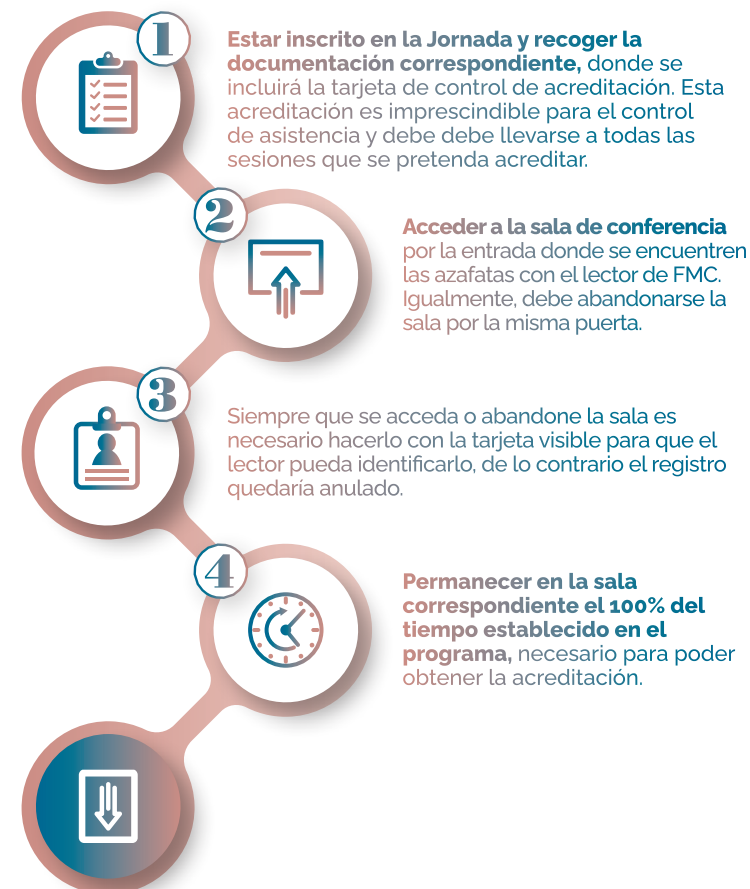 1
Estar inscrito en la Jornada y recoger la
documentación correspondiente, donde se
incluirá la tarjeta de control de acreditación. Esta
acreditación es imprescindible para el control
de asistencia y debe debe llevarse a todas las
sesiones que se pretenda acreditar.
2
Acceder a la sala de conferencia
por la entrada donde se encuentren
las azafatas con el lector de FMC.
Igualmente, debe abandonarse la
sala por la misma puerta.
3
Siempre que se acceda o abandone la sala es
necesario hacerlo con la tarjeta visible para que el
lector pueda identificarlo, de lo contrario el registro
quedaría anulado.
4
Permanecer en la sala
correspondiente el 100% del
tiempo establecido en el
programa, necesario para poder
obtener la acreditación.